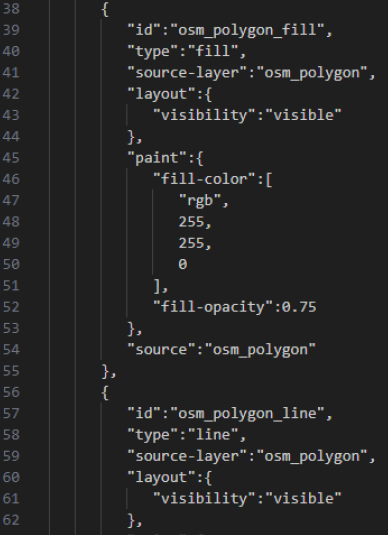 38 {
39 "id":"osm_polygon_fill",
40 "type":"fill",
41 "source-layer":"osm_polygon",
42 "layout":{
43 "visibility":"visible"
44 },
45 "paint":{
46 "fill-color":[
47 "rgb",
48 255,
49 255,
50 0
51 ],
52 "fill-opacity":0.75
53 },
54 "source":"osm_polygon"
55 },
56 {
57 "id":"osm_polygon_line",
58 "type":"line",
59 "source-layer":"osm_polygon",
60 "layout":{
61 "visibility":"visible"
62 },